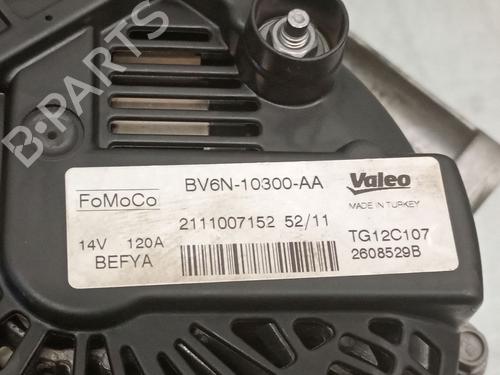 B-PARTS
FoMoCo
BV6N-10300-AA
Valeo
MADE IN TURKEY
2111007152 52/11
14V 120A
TG12C107
BEFYA
2608529B